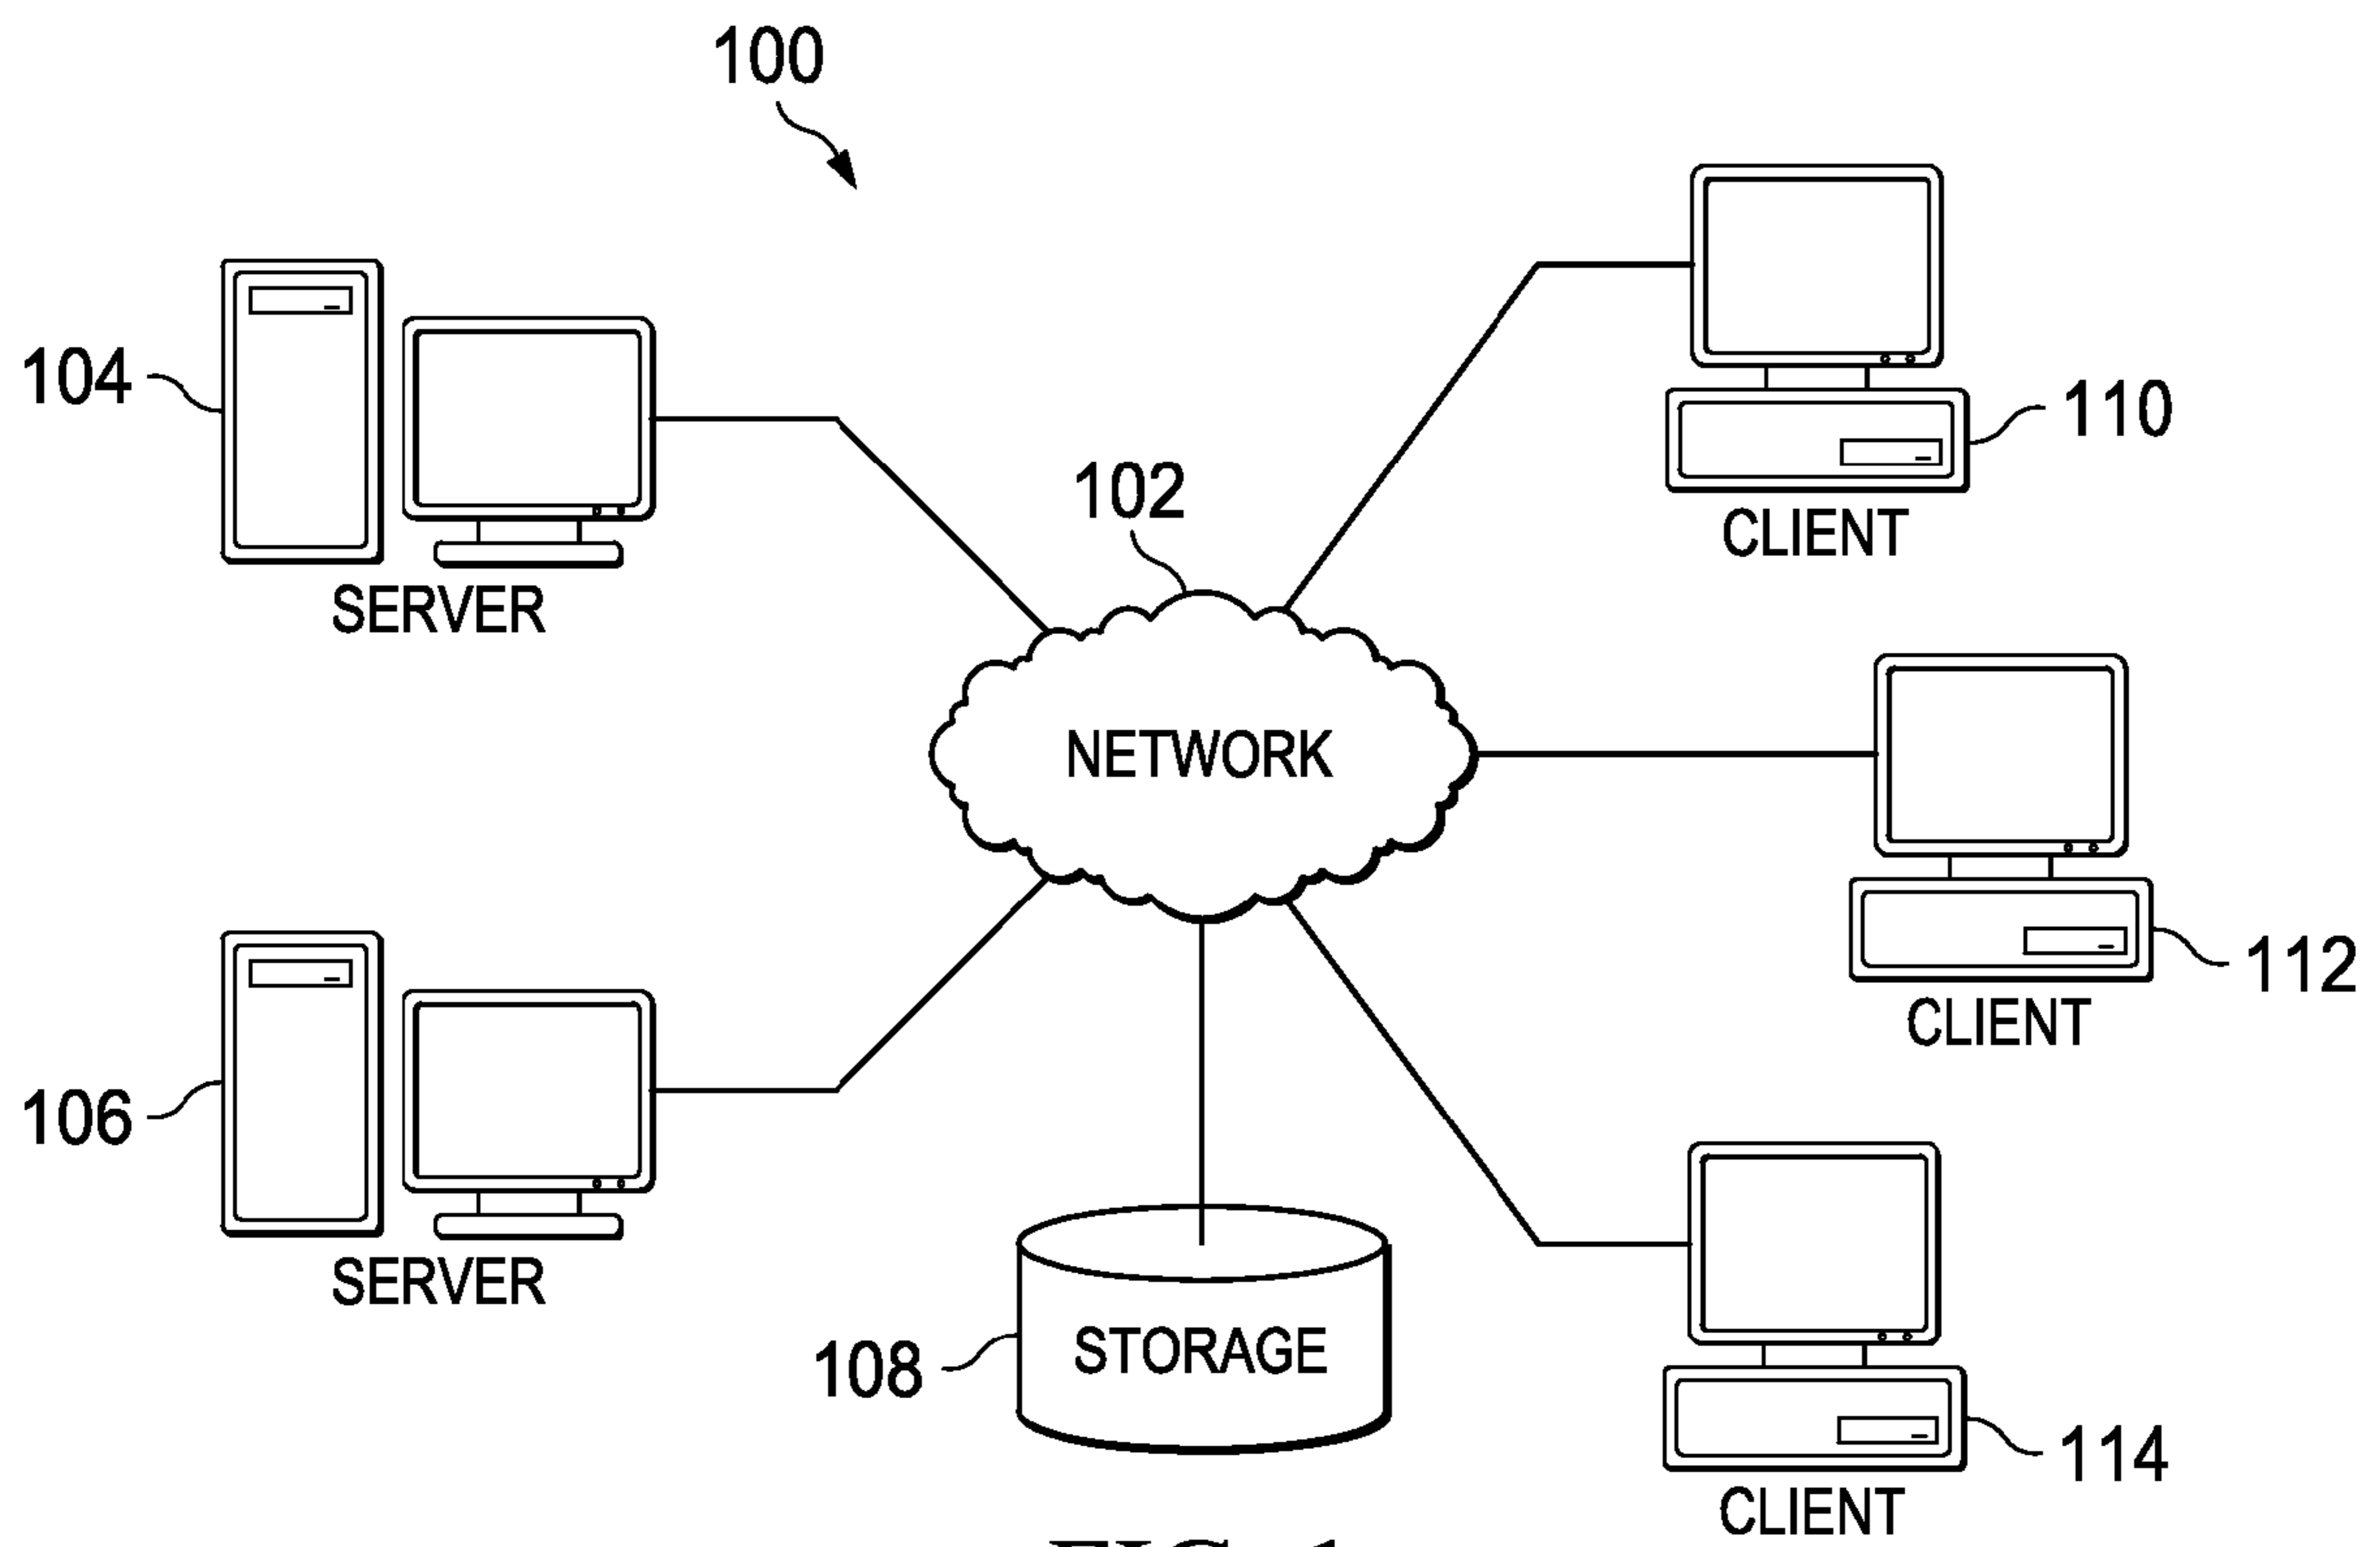 100
104
110
102
CLIENT
SERVER
NETWORK
112
CLIENT
106
SERVER
108
STORAGE
114
CLIENT